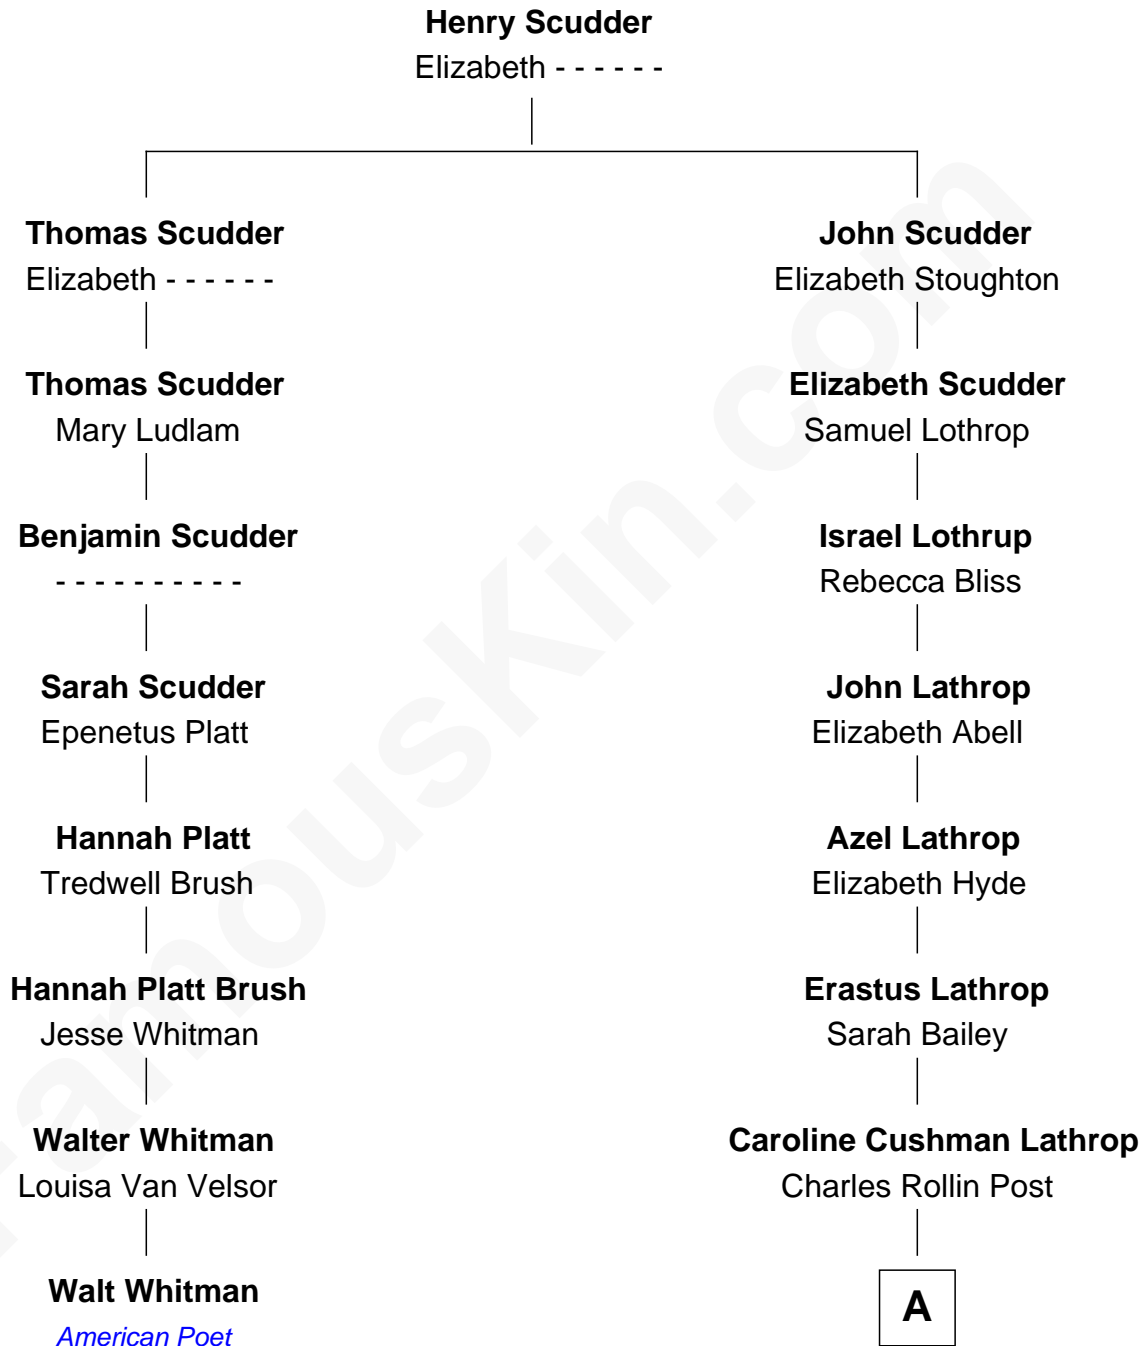 Henry Scudder
Elizabeth - - - - - -
Thomas Scudder
Elizabeth - - - - - -
John Scudder
Elizabeth Stoughton
Thomas Scudder
Mary Ludlam
Elizabeth Scudder
Samuel Lothrop
Benjamin Scudder
- - - - - - - - - -
Israel Lothrup
Rebecca Bliss
Sarah Scudder
Epenetus Platt
John Lathrop
Elizabeth Abell
Hannah Platt
Tredwell Brush
Azel Lathrop
Elizabeth Hyde
Hannah Platt Brush
Jesse Whitman
Erastus Lathrop
Sarah Bailey
Walter Whitman
Louisa Van Velsor
Caroline Cushman Lathrop
Charles Rollin Post
Walt Whitman
American Poet
A
FamousKin.com